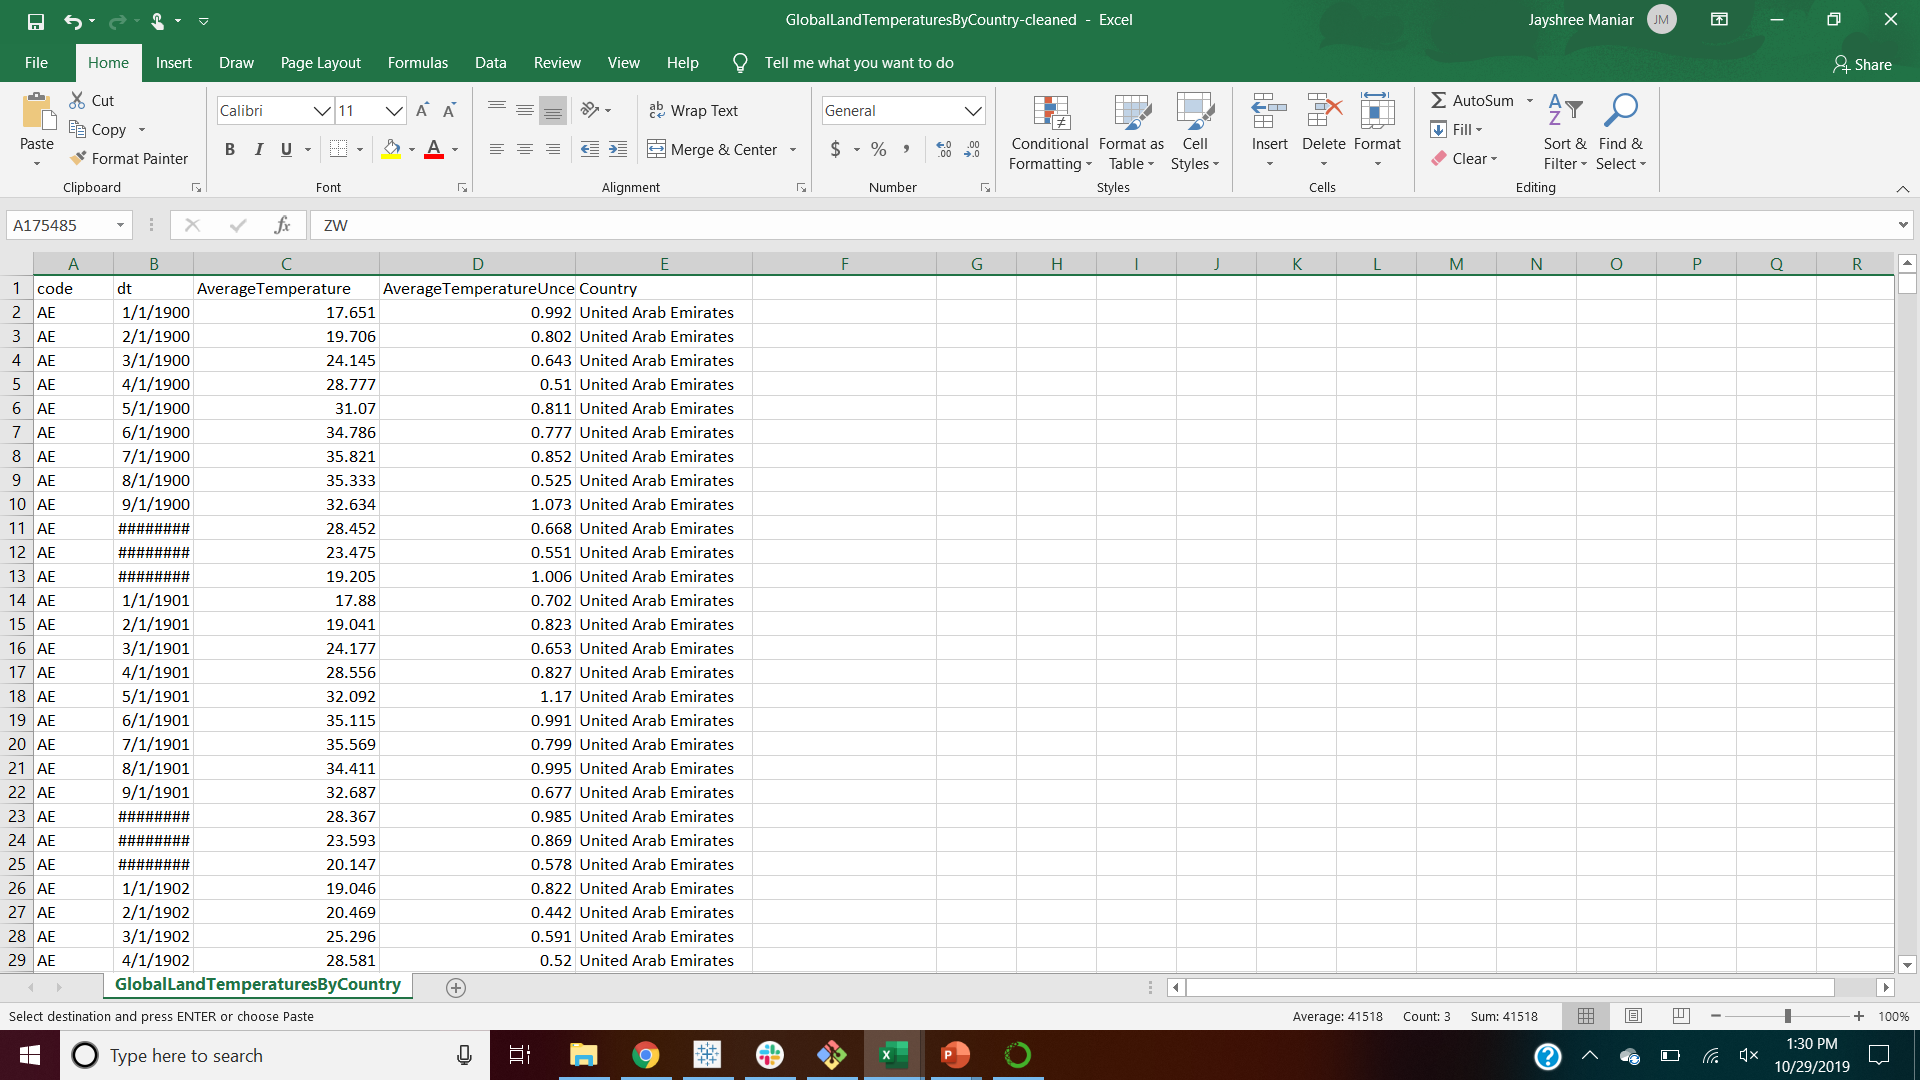 GlobalLandTemperaturesByCountry-cleaned - Excel
Jayshree Maniar JM
File Home Insert Draw Page Layout Formulas Data Review View Help Tell me what you want to do Share
Paste Cut Copy Format Painter Clipboard
Calibri 11 A A B I U A Font
ab Wrap Text Merge & Center Alignment
General $ % , .00 .00 Number
Conditional Formatting Format as Table Cell Styles Styles
Insert Delete Format Cells
AutoSum Fill Clear Sort & Filter Find & Select Editing
A175485 fx ZW
A B C D E F G H I J K L M N O P Q R
1 code dt AverageTemperature AverageTemperatureUnce Country
2 AE 1/1/1900 17.651 0.992 United Arab Emirates
3 AE 2/1/1900 19.706 0.802 United Arab Emirates
4 AE 3/1/1900 24.145 0.643 United Arab Emirates
5 AE 4/1/1900 28.777 0.51 United Arab Emirates
6 AE 5/1/1900 31.07 0.811 United Arab Emirates
7 AE 6/1/1900 34.786 0.777 United Arab Emirates
8 AE 7/1/1900 35.821 0.852 United Arab Emirates
9 AE 8/1/1900 35.333 0.525 United Arab Emirates
10 AE 9/1/1900 32.634 1.073 United Arab Emirates
11 AE ######## 28.452 0.668 United Arab Emirates
12 AE ######## 23.475 0.551 United Arab Emirates
13 AE ######## 19.205 1.006 United Arab Emirates
14 AE 1/1/1901 17.88 0.702 United Arab Emirates
15 AE 2/1/1901 19.041 0.823 United Arab Emirates
16 AE 3/1/1901 24.177 0.653 United Arab Emirates
17 AE 4/1/1901 28.556 0.827 United Arab Emirates
18 AE 5/1/1901 32.092 1.17 United Arab Emirates
19 AE 6/1/1901 35.115 0.991 United Arab Emirates
20 AE 7/1/1901 35.569 0.799 United Arab Emirates
21 AE 8/1/1901 34.411 0.995 United Arab Emirates
22 AE 9/1/1901 32.687 0.677 United Arab Emirates
23 AE ######## 28.367 0.985 United Arab Emirates
24 AE ######## 23.593 0.869 United Arab Emirates
25 AE ######## 20.147 0.578 United Arab Emirates
26 AE 1/1/1902 19.046 0.822 United Arab Emirates
27 AE 2/1/1902 20.469 0.442 United Arab Emirates
28 AE 3/1/1902 25.296 0.591 United Arab Emirates
29 AE 4/1/1902 28.581 0.52 United Arab Emirates
GlobalLandTemperaturesByCountry
Select destination and press ENTER or choose Paste Average: 41518 Count: 3 Sum: 41518 100%
Type here to search 1:30 PM
10/29/2019